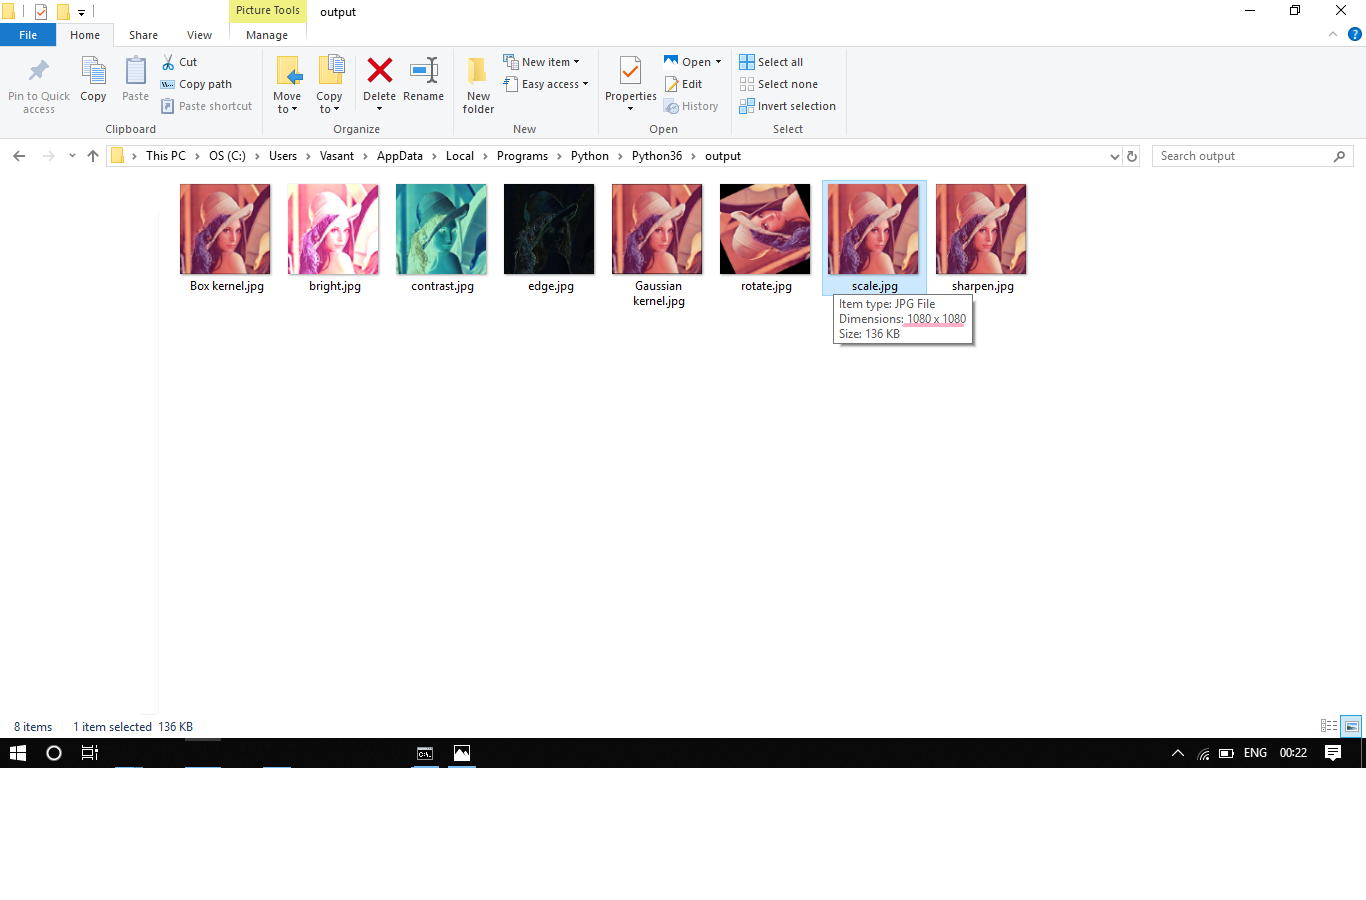 Picture Tools
output
File
Home
Share
View
Manage
Pin to Quick
access
Copy
Paste
Cut
Copy path
Paste shortcut
Clipboard
Move
to
Copy
to
Delete
Rename
Organize
New
folder
New item
Easy access
New
Properties
Open
Edit
History
Open
Select all
Select none
Invert selection
Select
This PC > OS (C:) > Users > Vasant > AppData > Local > Programs > Python > Python36 > output
Search output
Box kernel.jpg
bright.jpg
contrast.jpg
edge.jpg
Gaussian
kernel.jpg
rotate.jpg
scale.jpg
sharpen.jpg
Item type: JPG File
Dimensions: 1080 x 1080
Size: 136 KB
8 items
1 item selected 136 KB
C:\.
ENG
00:22